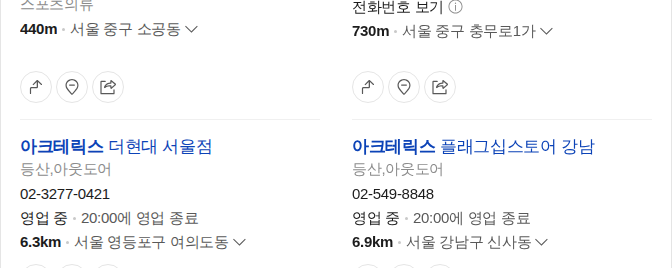 스포츠의류
440m · 서울 중구 소공동
전화번호 보기
730m · 서울 중구 충무로1가
아크테릭스 더현대 서울점
등산,아웃도어
02-3277-0421
영업 중 · 20:00에 영업 종료
6.3km · 서울 영등포구 여의도동
아크테릭스 플래그십스토어 강남
등산,아웃도어
02-549-8848
영업 중 · 20:00에 영업 종료
6.9km · 서울 강남구 신사동